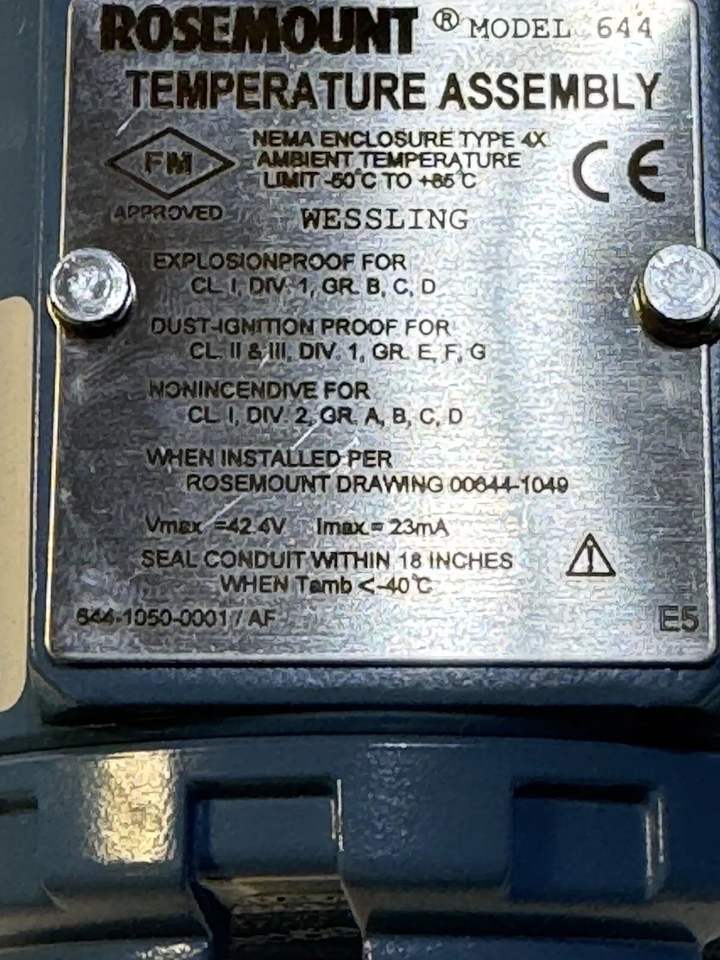 ROSEMOUNT ® MODEL 644
TEMPERATURE ASSEMBLY
FM
APPROVED
NEMA ENCLOSURE TYPE 4X
AMBIENT TEMPERATURE
LIMIT -50°C TO +85°C
CE
WESSLING
EXPLOSIONPROOF FOR
CL. I, DIV. 1, GR. B, C, D
DUST-IGNITION PROOF FOR
CL. II & III, DIV. 1, GR. E, F, G
NONINCENDIVE FOR
CL. I, DIV. 2, GR. A, B, C, D
WHEN INSTALLED PER
ROSEMOUNT DRAWING 00644-1049
Vmax =42.4V Imax = 23mA
SEAL CONDUIT WITHIN 18 INCHES
WHEN Tamb < -40°C
644-1050-0001 / AF
E5